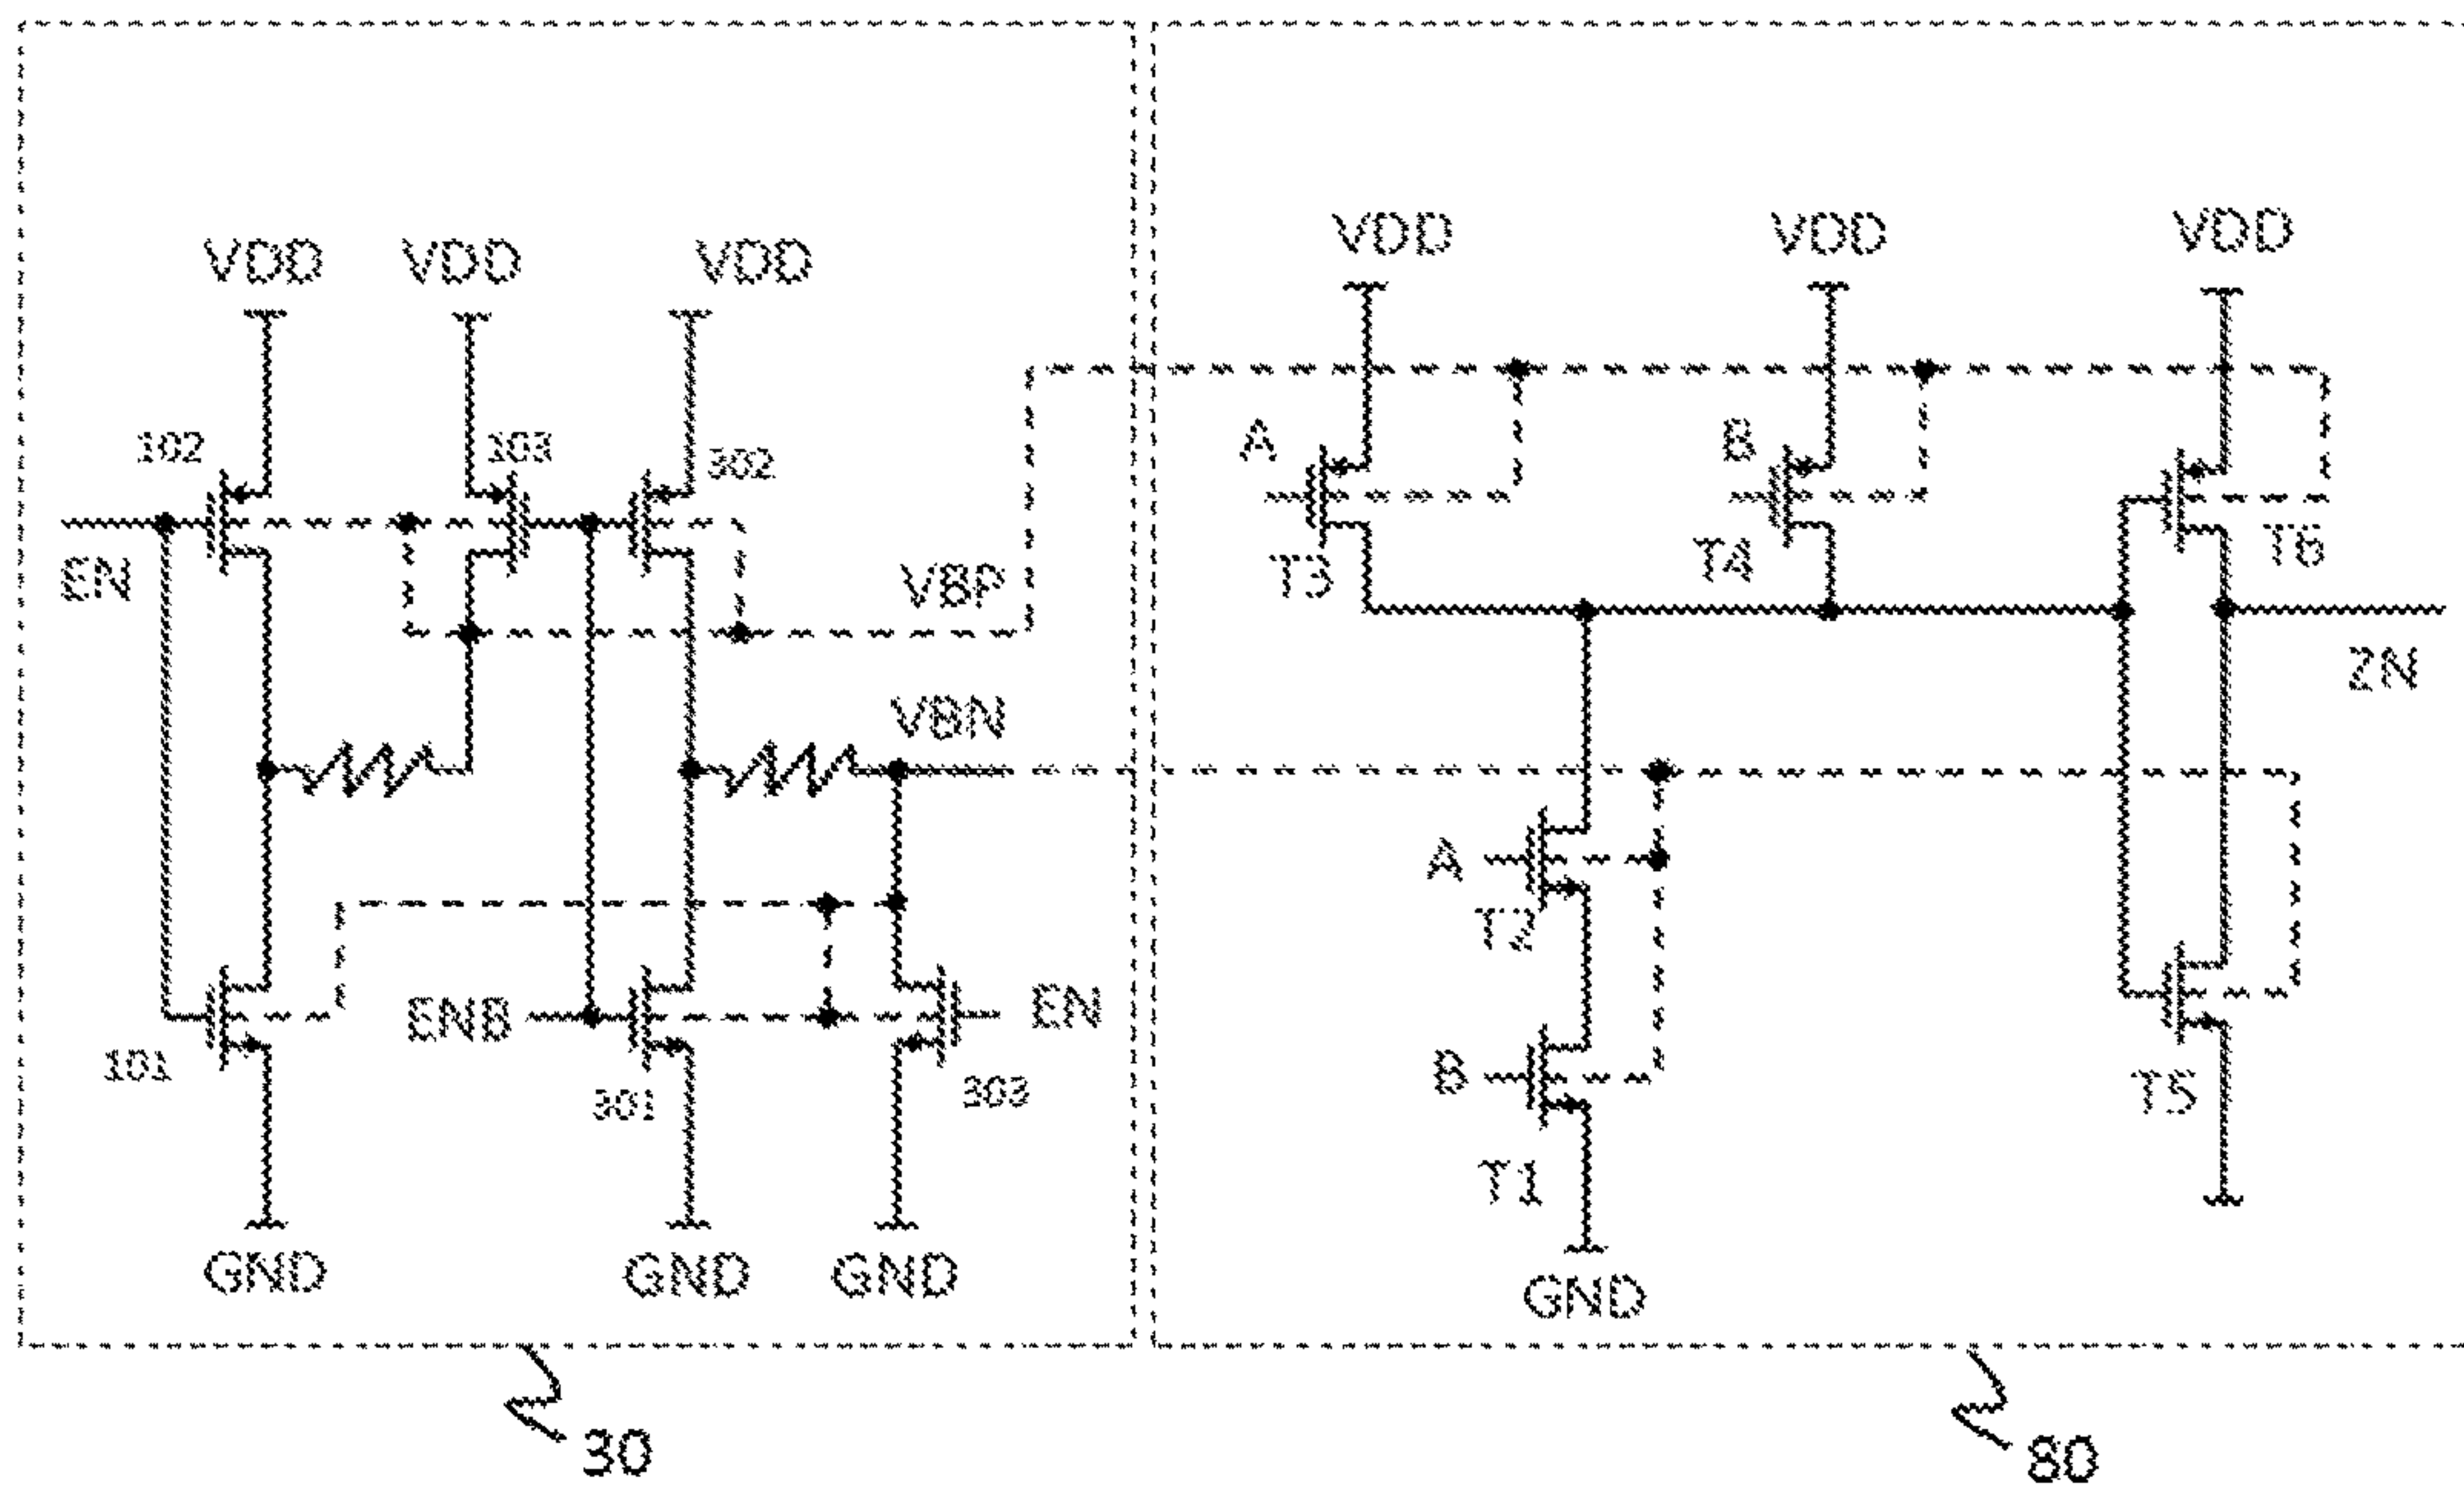 VDD VDD VDD VDD VDD VDD
102 103 302 A B
EN VBP T3 T4 T6
VBN ZN
A
T2
101 ENB 301 EN 303 B T5
T1
GND GND GND GND
30 80